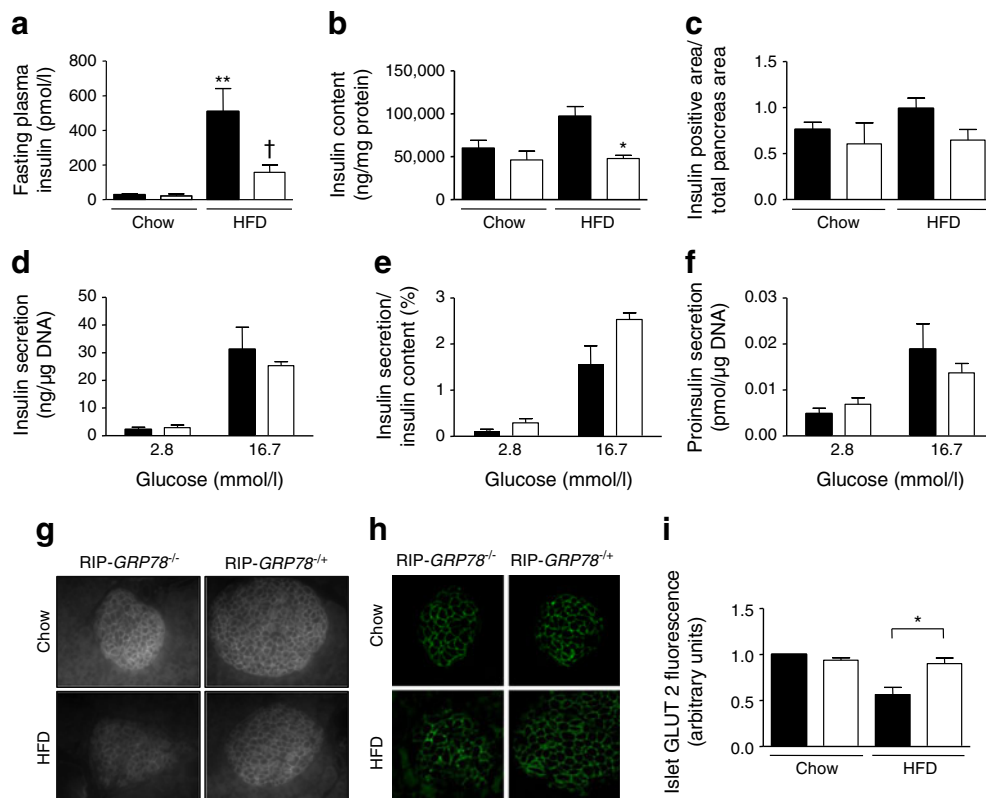 a
Fasting plasma
insulin (pmol/l)
800
600
400
200
0
**
†
Chow
HFD
b
Insulin content
(ng/mg protein)
150,000
100,000
50,000
0
*
Chow
HFD
c
Insulin positive area/
total pancreas area
1.5
1.0
0.5
0.0
Chow
HFD
d
Insulin secretion
(ng/µg DNA)
50
40
30
20
10
0
2.8
16.7
Glucose (mmol/l)
e
Insulin secretion/
insulin content (%)
3
2
1
0
2.8
16.7
Glucose (mmol/l)
f
Proinsulin secretion
(pmol/µg DNA)
0.03
0.02
0.01
0.00
2.8
16.7
Glucose (mmol/l)
g
RIP-GRP78-/-
RIP-GRP78-/+
Chow
HFD
h
RIP-GRP78-/-
RIP-GRP78-/+
Chow
HFD
i
Islet GLUT 2 fluorescence
(arbitrary units)
1.5
1.0
0.5
0.0
*
Chow
HFD